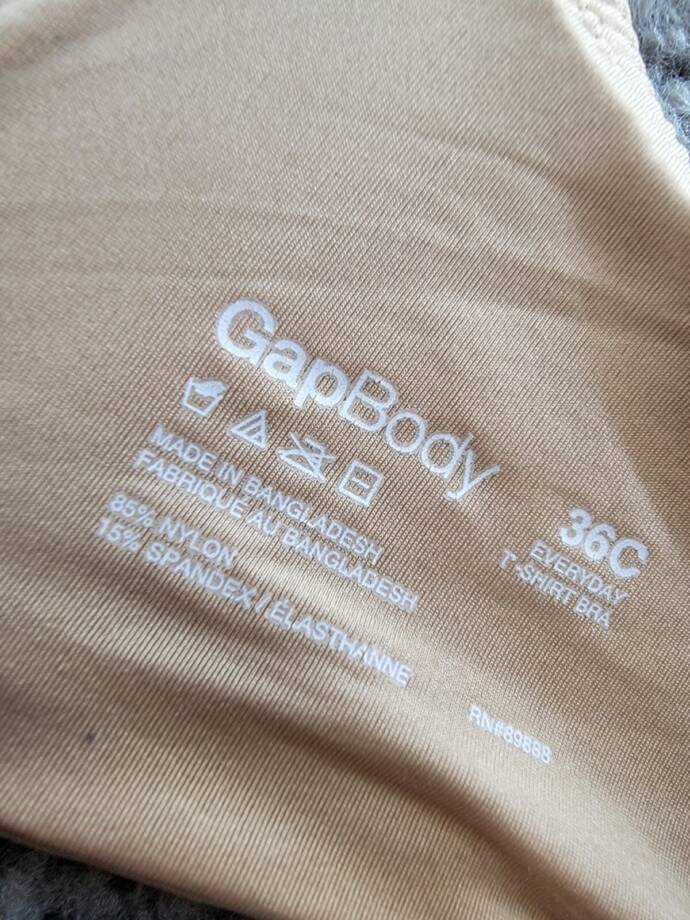 GapBody
MADE IN BANGLADESH
FABRIQUE AU BANGLADESH
85% NYLON
15% SPANDEX / ÉLASTHANNE
36C
EVERYDAY
T-SHIRT BRA
RN#89888